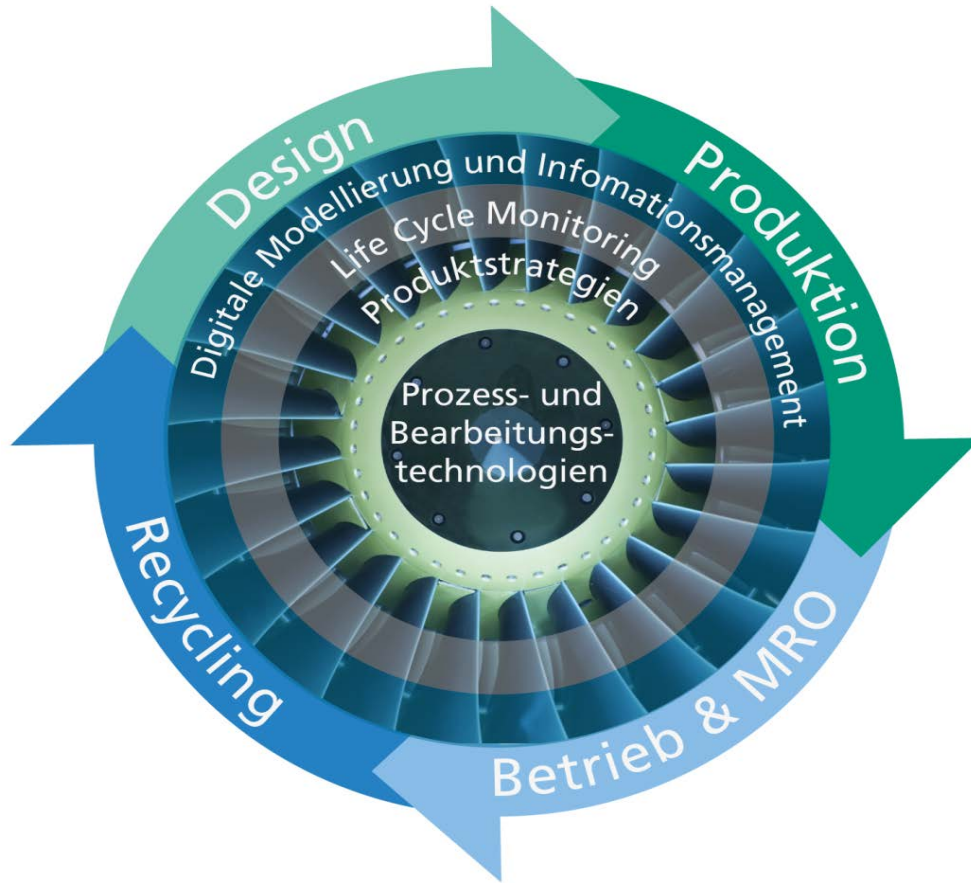 Design
Produktion
Betrieb & MRO
Recycling
Digitale Modellierung und Infomationsmanagement
Life Cycle Monitoring
Produktstrategien
Prozess- und
Bearbeitungs-
technologien